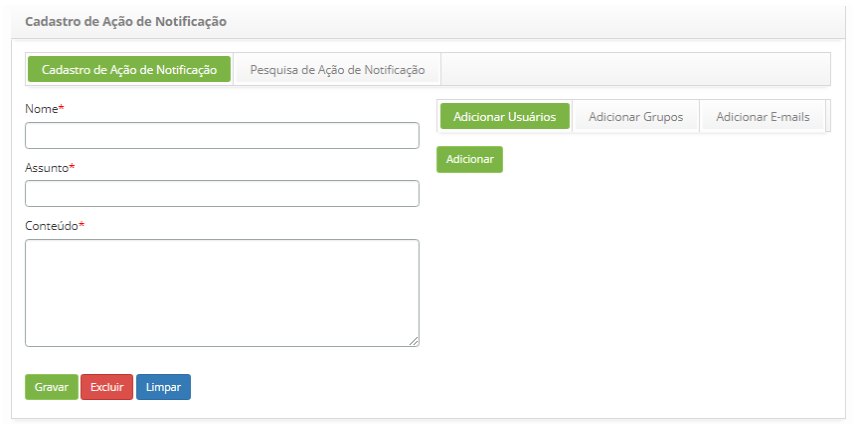 Cadastro de Ação de Notificação
Cadastro de Ação de Notificação Pesquisa de Ação de Notificação
Nome*
Assunto*
Conteúdo*
Adicionar Usuários Adicionar Grupos Adicionar E-mails
Adicionar
Gravar Excluir Limpar